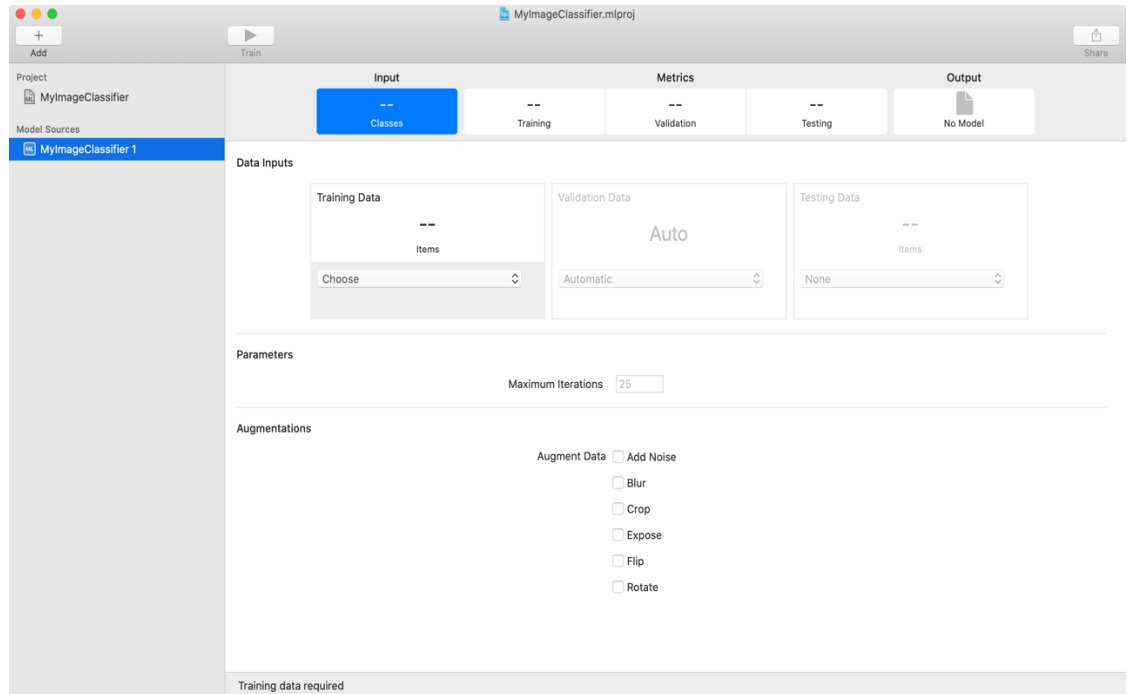 MyImageClassifier.mlproj
Add
Train
Share
Project
MyImageClassifier
Model Sources
MyImageClassifier 1
Input
Metrics
Output
--
Classes
--
Training
--
Validation
--
Testing
No Model
Data Inputs
Training Data
--
Items
Choose
Validation Data
Auto
Automatic
Testing Data
--
Items
None
Parameters
Maximum Iterations 25
Augmentations
Augment Data Add Noise
Blur
Crop
Expose
Flip
Rotate
Training data required